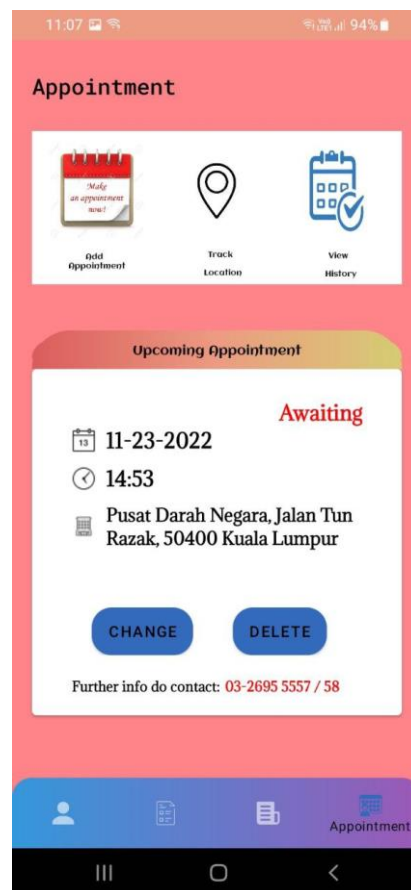 11:07
94%
Appointment
Make
an appointment
now!
Add
Appointment
Track
Location
View
History
Upcoming Appointment
Awaiting
13
11-23-2022
14:53
Pusat Darah Negara, Jalan Tun
Razak, 50400 Kuala Lumpur
CHANGE
DELETE
Further info do contact: 03-2695 5557 / 58
Appointment